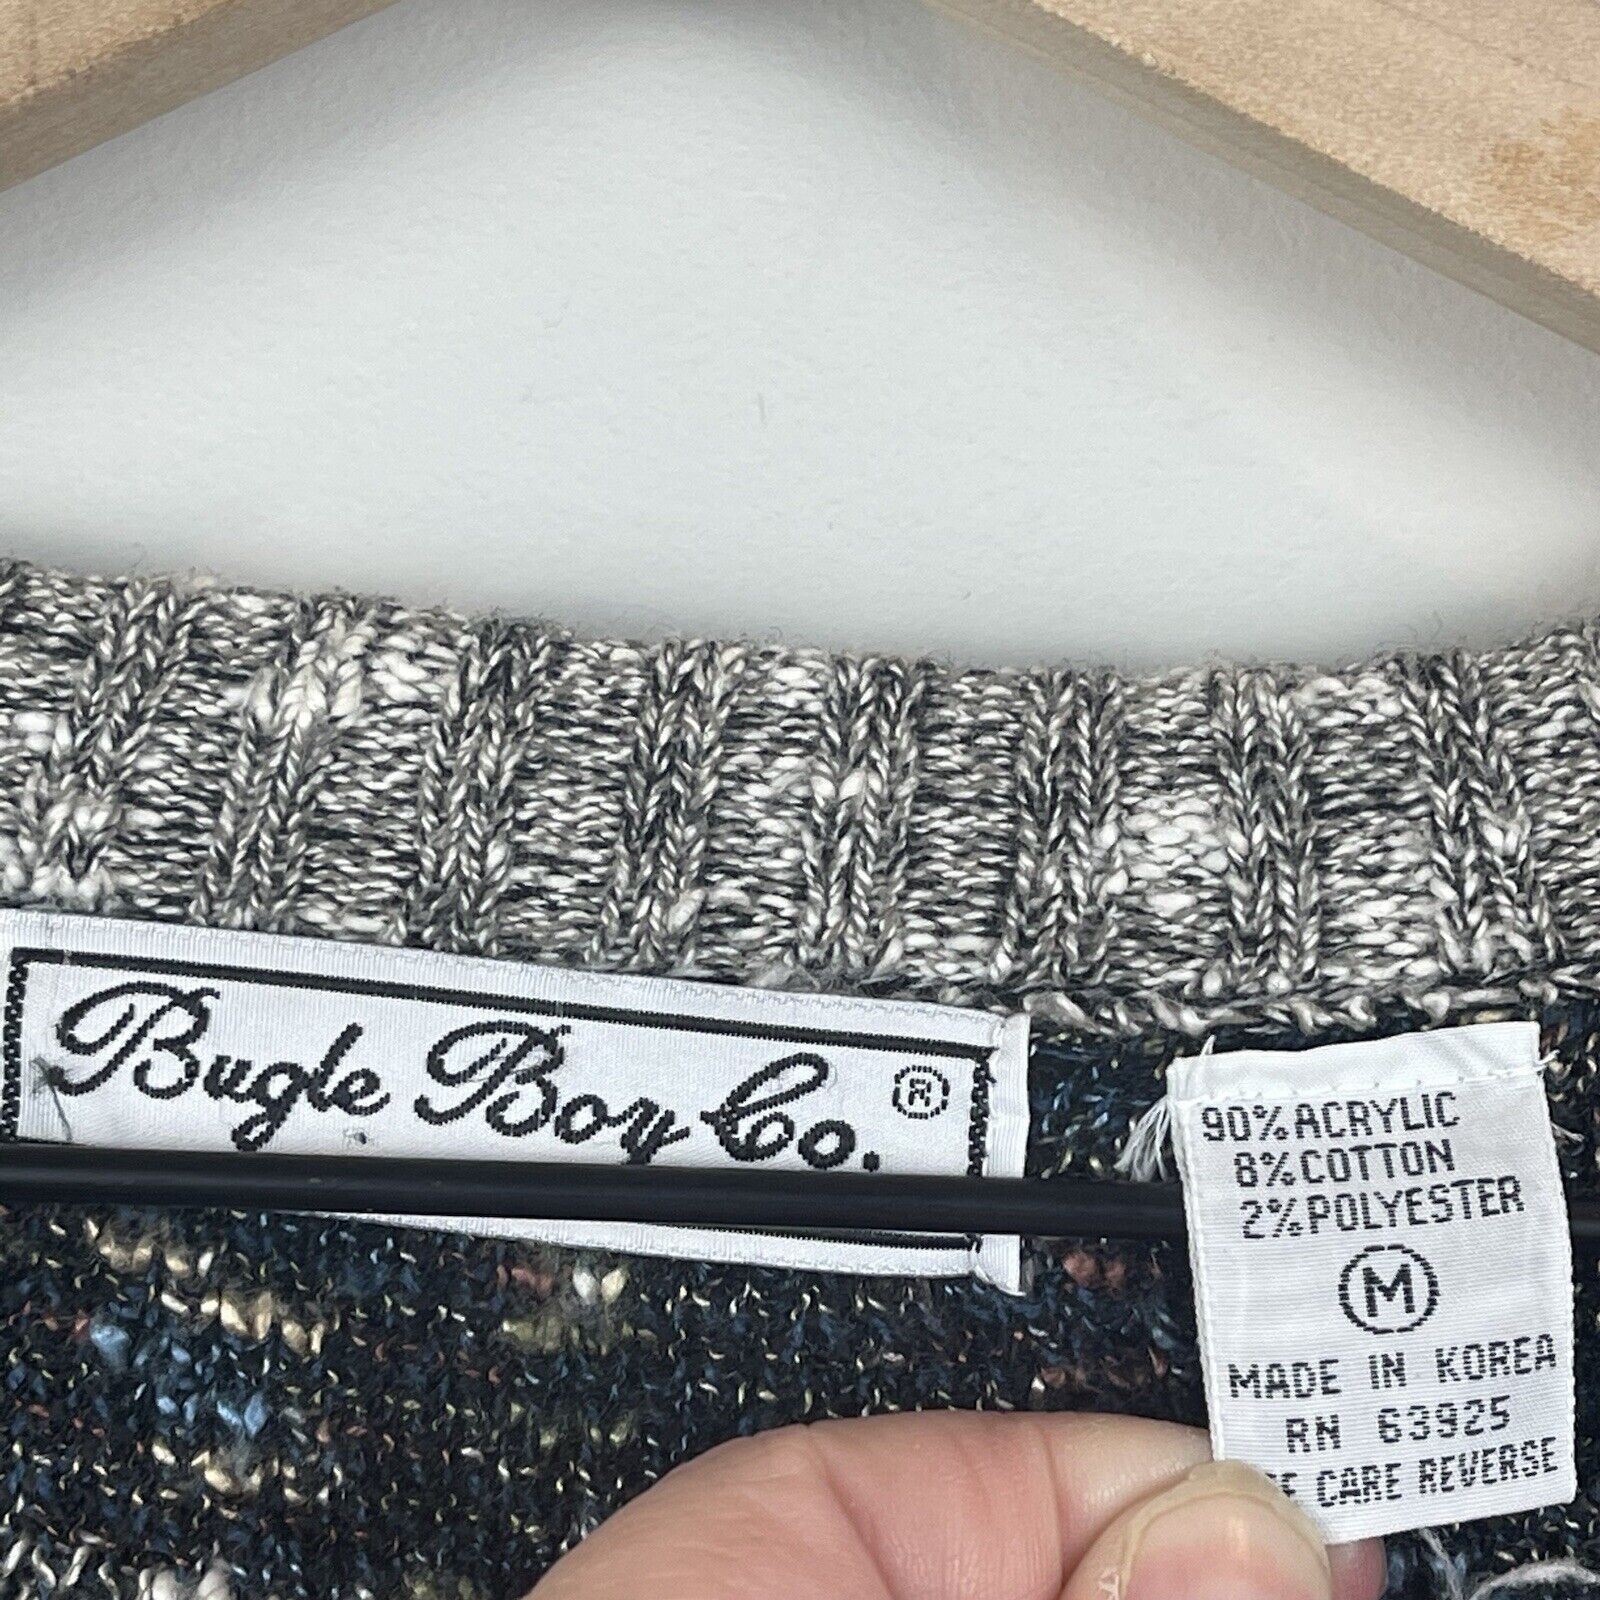 Bugle Boy Co. ®
90% ACRYLIC
8% COTTON
2% POLYESTER
M
MADE IN KOREA
RN 63925
CARE REVERSE